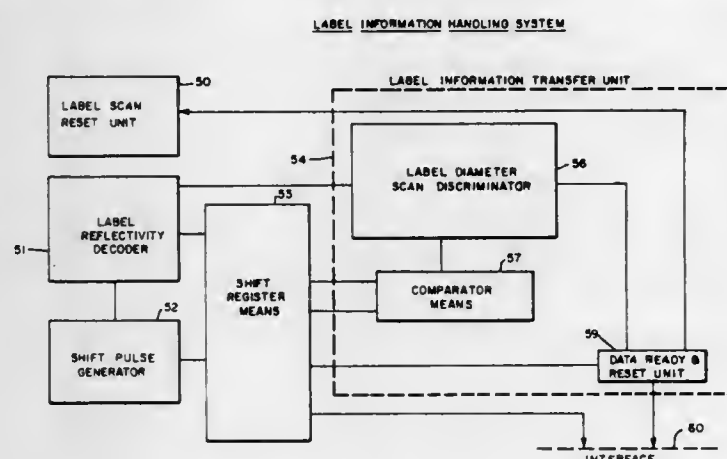 LABEL INFORMATION HANDLING SYSTEM
50
LABEL SCAN
RESET UNIT
LABEL INFORMATION TRANSFER UNIT
54
56
LABEL DIAMETER
SCAN DISCRIMINATOR
51
LABEL
REFLECTIVITY
DECODER
55
SHIFT
REGISTER
MEANS
57
COMPARATOR
MEANS
52
SHIFT PULSE
GENERATOR
59
DATA READY &
RESET UNIT
60
INTERFACE